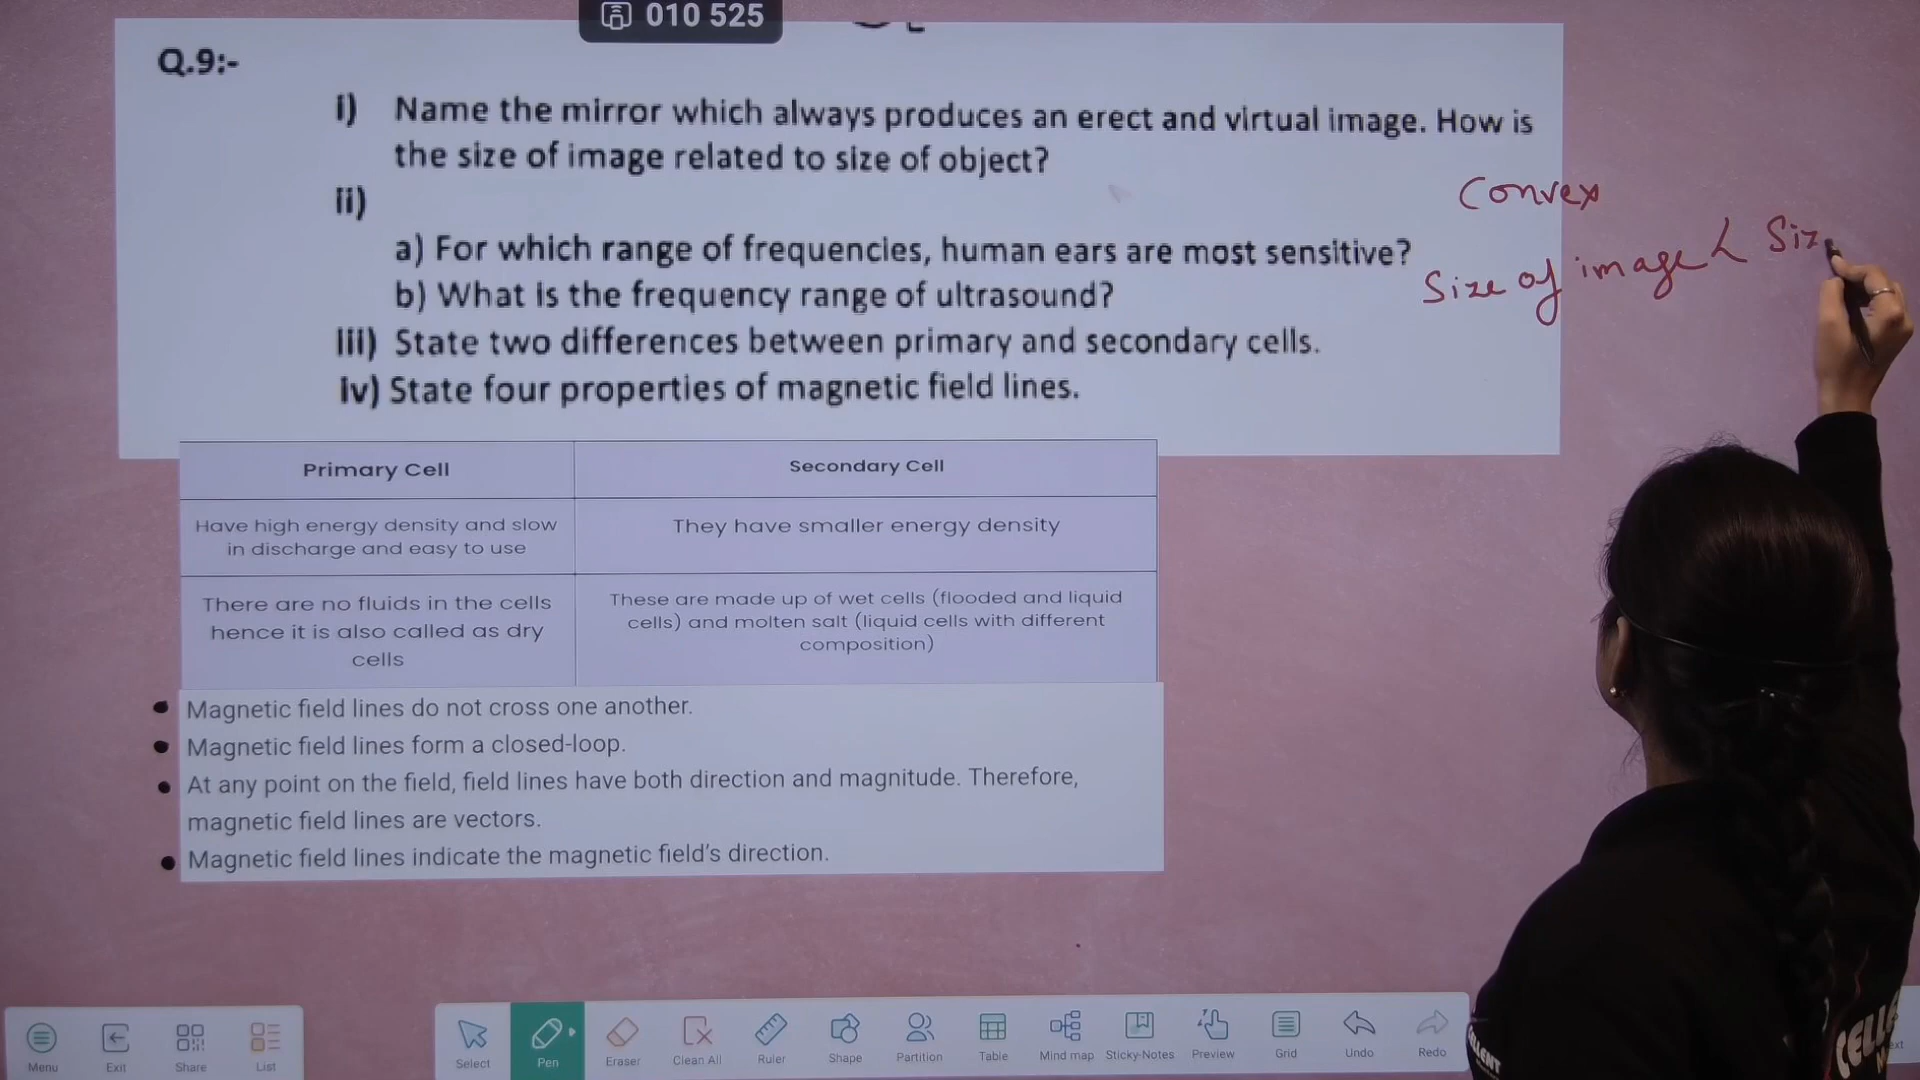 010 525
Q.9:-
i) Name the mirror which always produces an erect and virtual image. How is
the size of image related to size of object?
ii)
a) For which range of frequencies, human ears are most sensitive?
b) What is the frequency range of ultrasound?
iii) State two differences between primary and secondary cells.
iv) State four properties of magnetic field lines.
Convex
Size of image < Siz
Primary Cell
Secondary Cell
Have high energy density and slow
in discharge and easy to use
They have smaller energy density
There are no fluids in the cells
hence it is also called as dry
cells
These are made up of wet cells (flooded and liquid
cells) and molten salt (liquid cells with different
composition)
Magnetic field lines do not cross one another.
Magnetic field lines form a closed-loop.
At any point on the field, field lines have both direction and magnitude. Therefore,
magnetic field lines are vectors.
Magnetic field lines indicate the magnetic field's direction.
Menu
Exit
Share
List
Select
Pen
Eraser
Clean All
Ruler
Shape
Partition
Table
Mind map
Sticky-Notes
Preview
Grid
Undo
Redo